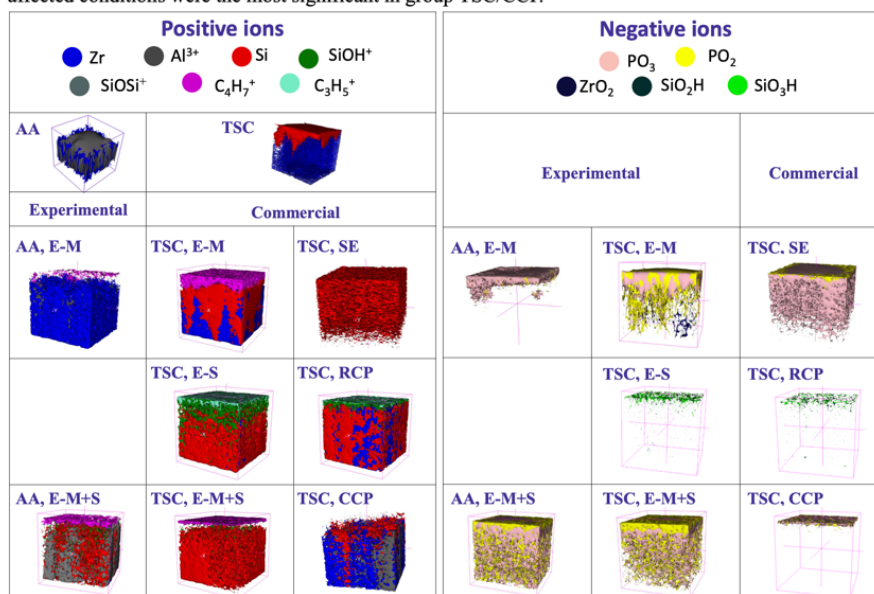 affected conditions were the most significant in group TSC/CCP.
Positive ions
Zr Al³⁺ Si SiOH⁺
SiOSi⁺ C₄H₇⁺ C₃H₅⁺
AA TSC
Experimental Commercial
AA, E-M TSC, E-M TSC, SE
TSC, E-S TSC, RCP
AA, E-M+S TSC, E-M+S TSC, CCP
Negative ions
PO₃ PO₂
ZrO₂ SiO₂H SiO₃H
Experimental Commercial
AA, E-M TSC, E-M TSC, SE
TSC, E-S TSC, RCP
AA, E-M+S TSC, E-M+S TSC, CCP